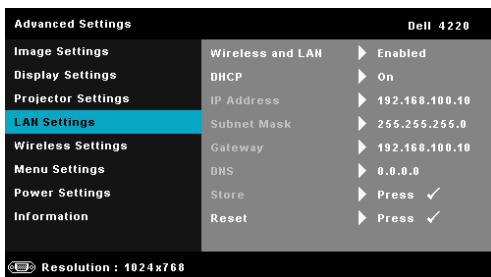 Advanced Settings Dell 4220
Image Settings
Display Settings
Projector Settings
LAN Settings
Wireless Settings
Menu Settings
Power Settings
Information
Wireless and LAN Enabled
DHCP On
IP Address 192.168.100.10
Subnet Mask 255.255.255.0
Gateway 192.168.100.10
DNS 0.0.0.0
Store Press ✓
Reset Press ✓
Resolution : 1024x768